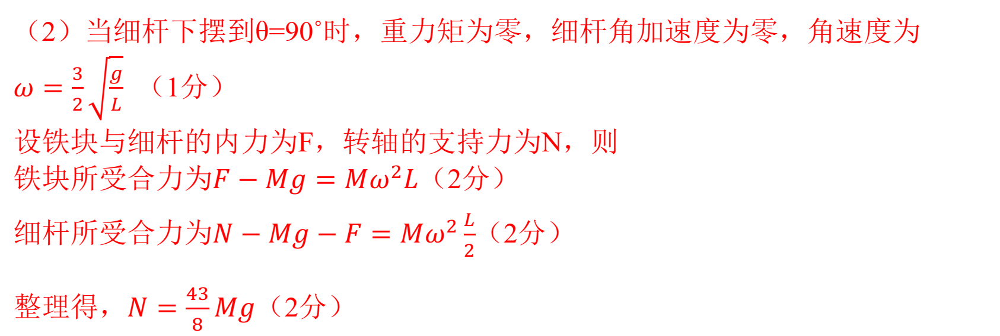 （2）当细杆下摆到θ=90°时，重力矩为零，细杆角加速度为零，角速度为
$\omega = \frac{3}{2}\sqrt{\frac{g}{L}}$ （1分）
设铁块与细杆的内力为F，转轴的支持力为N，则
铁块所受合力为$F - Mg = M\omega^2 L$（2分）
细杆所受合力为$N - Mg - F = M\omega^2 \frac{L}{2}$（2分）
整理得，$N = \frac{43}{8} Mg$（2分）